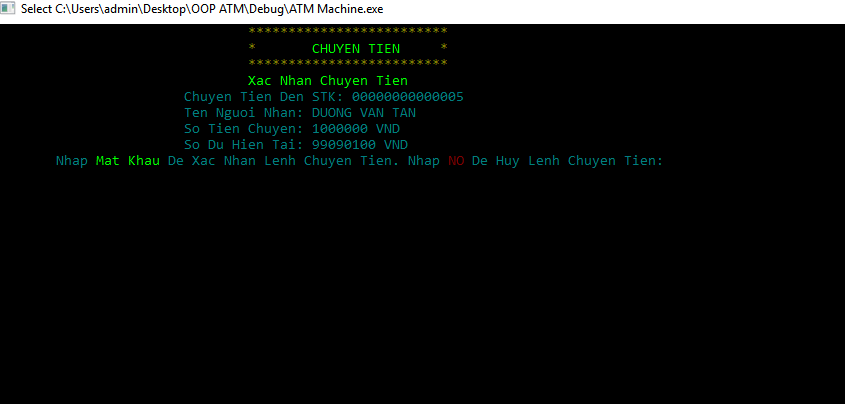 Select C:\Users\admin\Desktop\OOP ATM\Debug\ATM Machine.exe
*************************
* CHUYEN TIEN *
*************************
Xac Nhan Chuyen Tien
Chuyen Tien Den STK: 00000000000005
Ten Nguoi Nhan: DUONG VAN TAN
So Tien Chuyen: 1000000 VND
So Du Hien Tai: 99090100 VND
Nhap Mat Khau De Xac Nhan Lenh Chuyen Tien. Nhap NO De Huy Lenh Chuyen Tien: